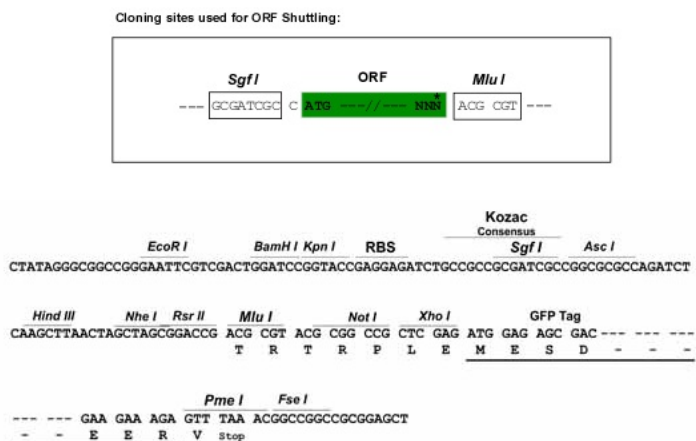 Cloning sites used for ORF Shuttling:
Sgf I ORF Mlu I
*
--- GCGATCGC C ATG ---//--- NNN ACG CGT ---
Kozac
Consensus
EcoR I BamH I Kpn I RBS Sgf I Asc I
CTATAGGGCGGCCGGGAATTCGTCGACTGGATCCGGTACCGAGGAGATCTGCCGCCGCGATCGCCGGCGCGCCAGATCT
Hind III Nhe I Rsr II Mlu I Not I Xho I GFP Tag
CAAGCTTAACTAGCTAGCGGACCG ACG CGT ACG CGG CCG CTC GAG ATG GAG AGC GAC --- --- ---
T R T R P L E M E S D - - -
Pme I Fse I
--- --- GAA GAA AGA GTT TAA ACGGCCGGCCGCGGAGCT
- - E E R V Stop